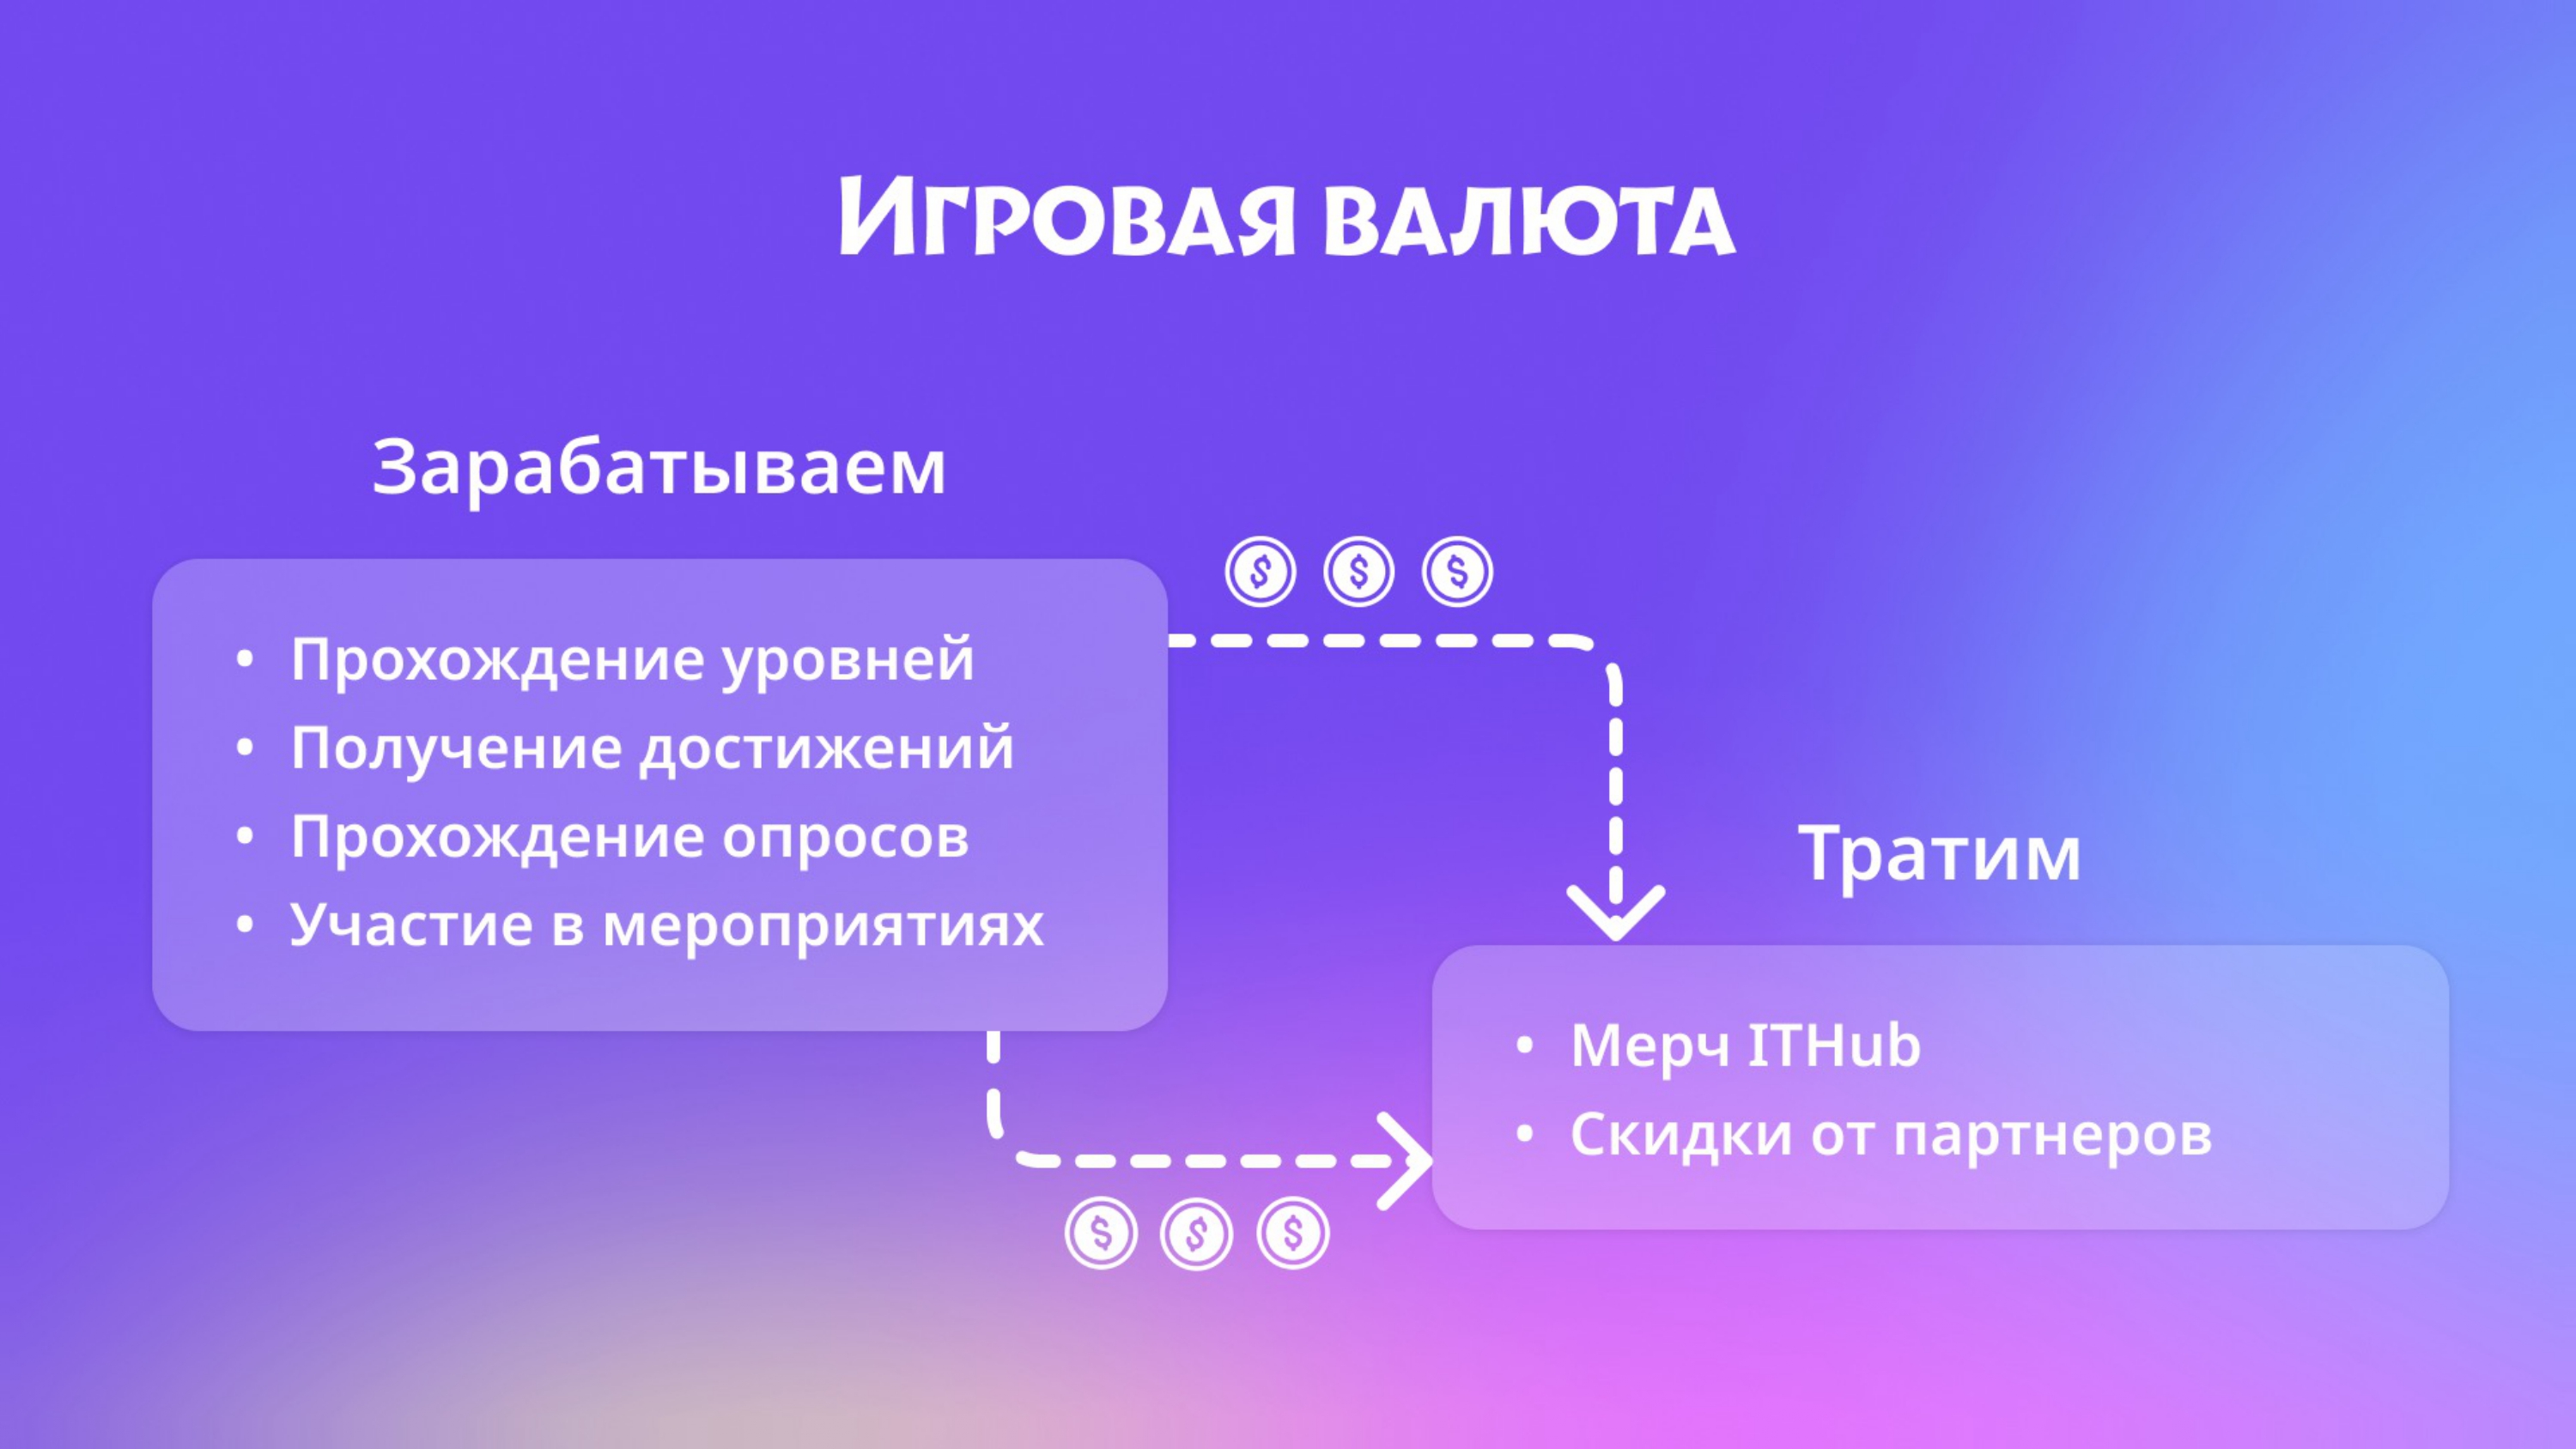 ИГРОВАЯ ВАЛЮТА
Зарабатываем
• Прохождение уровней
• Получение достижений
• Прохождение опросов
• Участие в мероприятиях
Тратим
• Мерч ITHub
• Скидки от партнеров